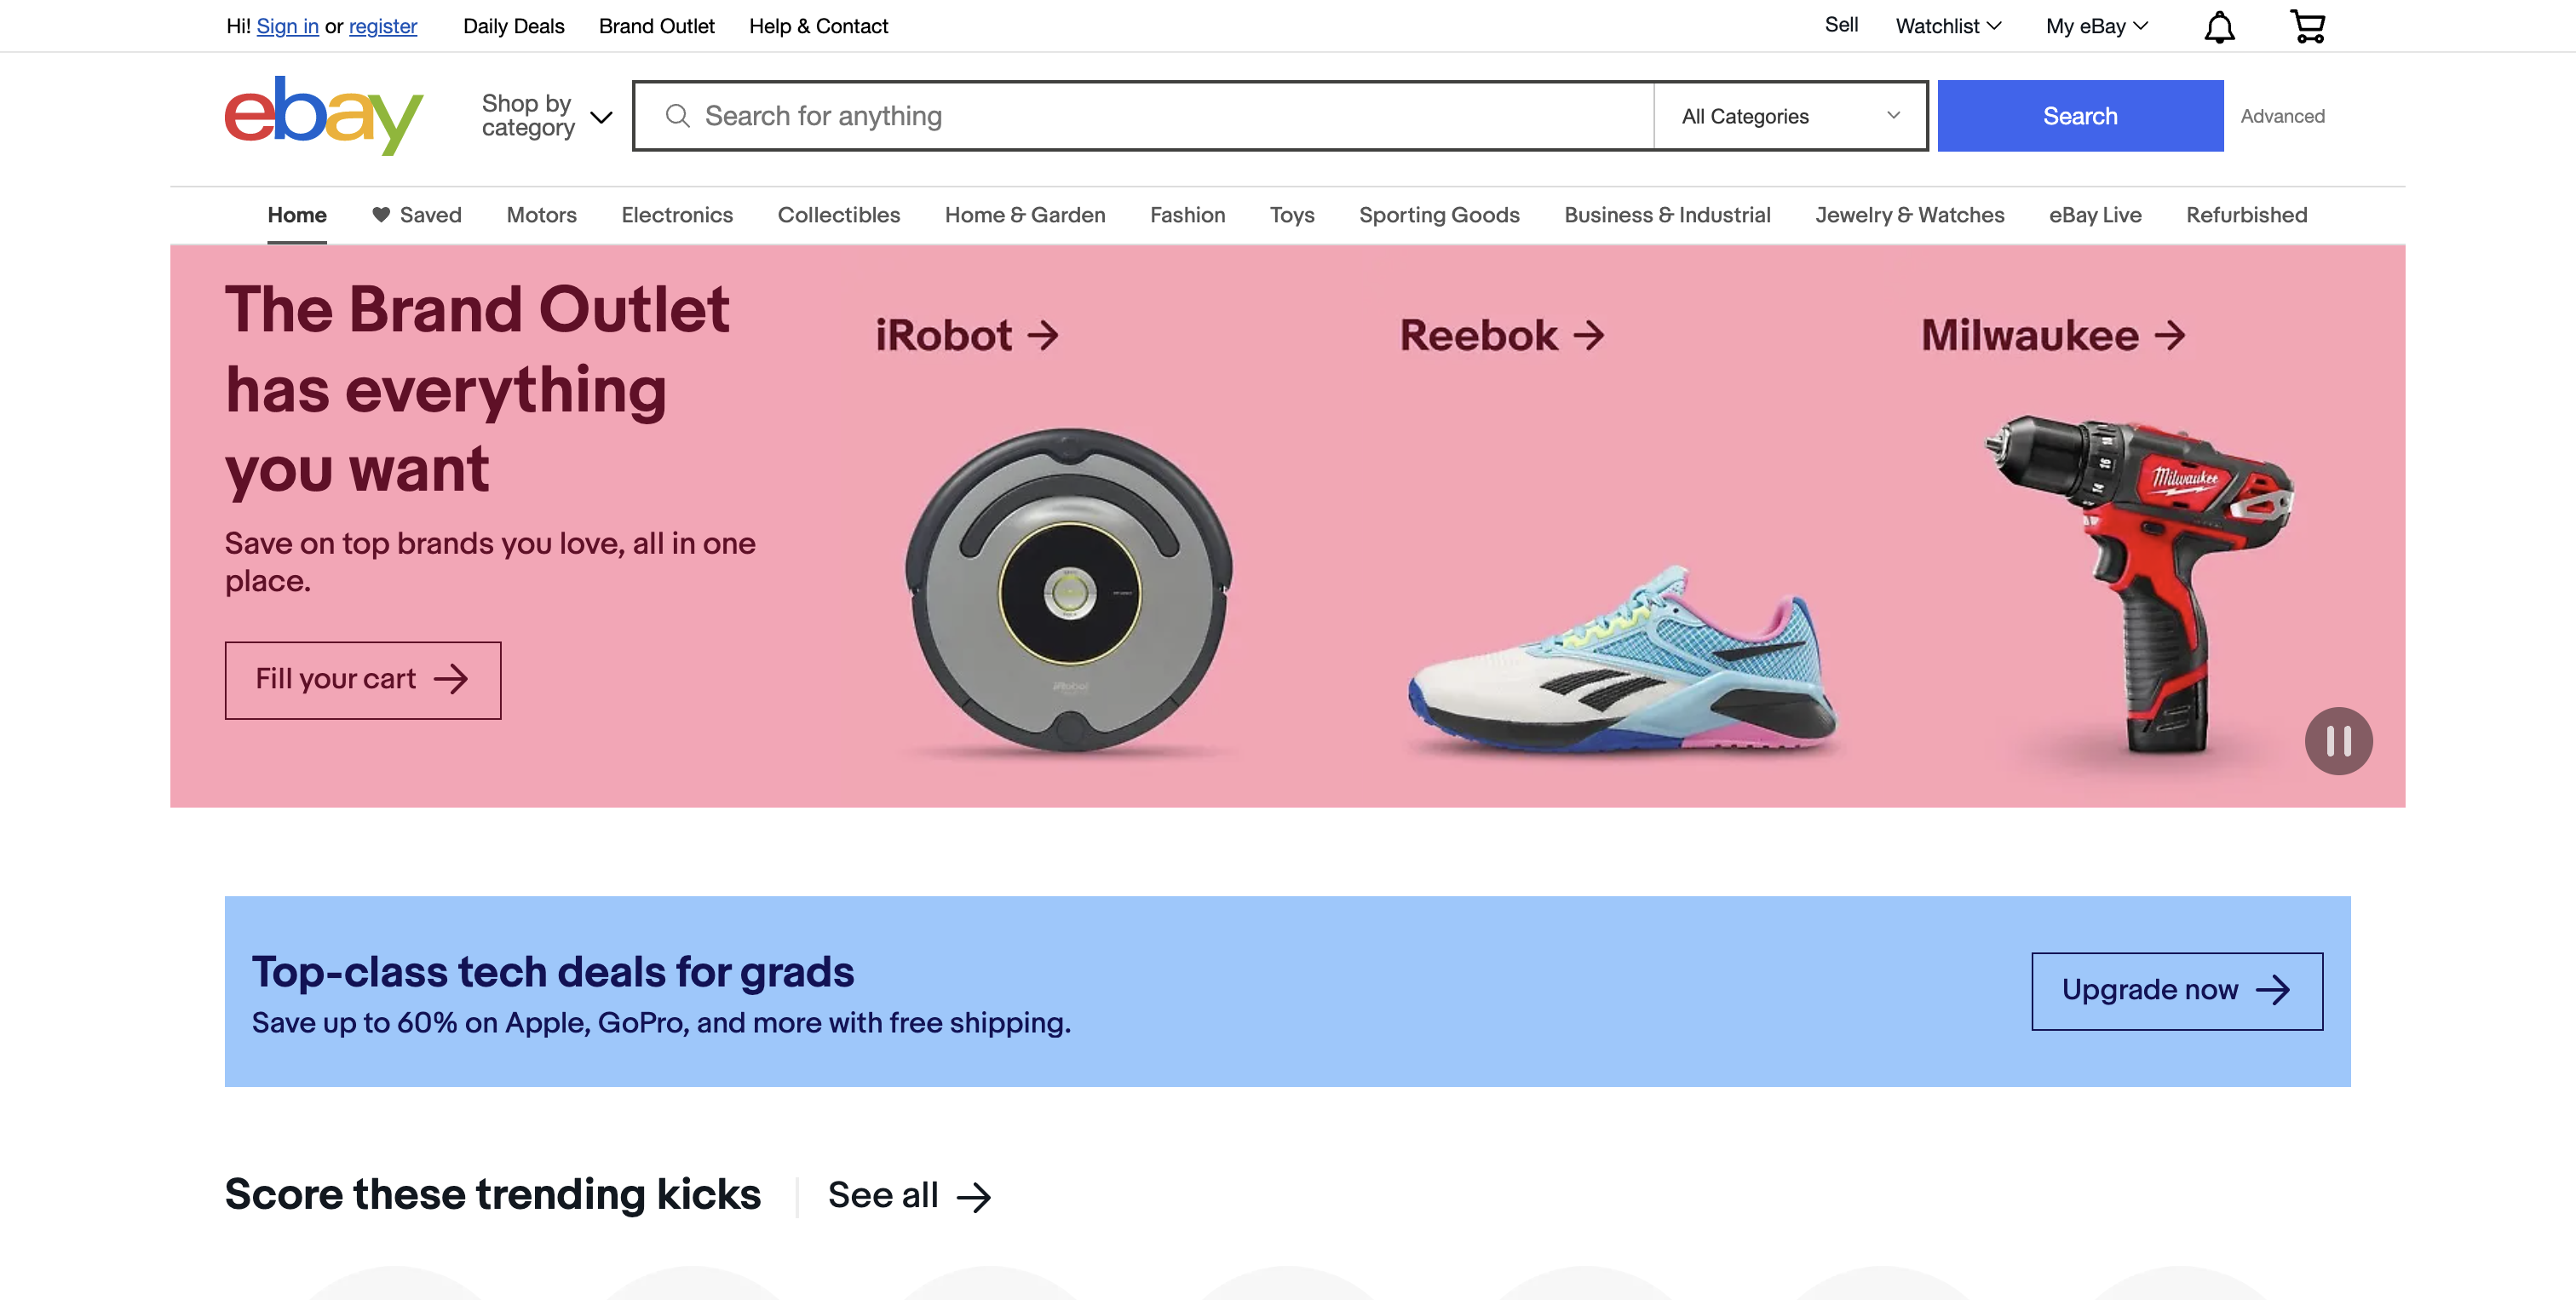 Hi! Sign in or register Daily Deals Brand Outlet Help & Contact Sell Watchlist My eBay
ebay
Shop by
category
Search for anything
All Categories
Search
Advanced
Home Saved Motors Electronics Collectibles Home & Garden Fashion Toys Sporting Goods Business & Industrial Jewelry & Watches eBay Live Refurbished
The Brand Outlet
has everything
you want
Save on top brands you love, all in one
place.
Fill your cart
iRobot
Reebok
Milwaukee
iRobot
Milwaukee
Top-class tech deals for grads
Save up to 60% on Apple, GoPro, and more with free shipping.
Upgrade now
Score these trending kicks
See all